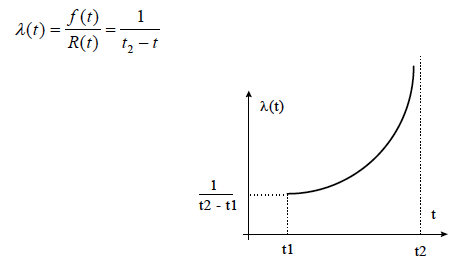 λ(t) = f(t) / R(t) = 1 / (t₂ − t)
λ(t)
1 / (t2 - t1)
t
t1
t2